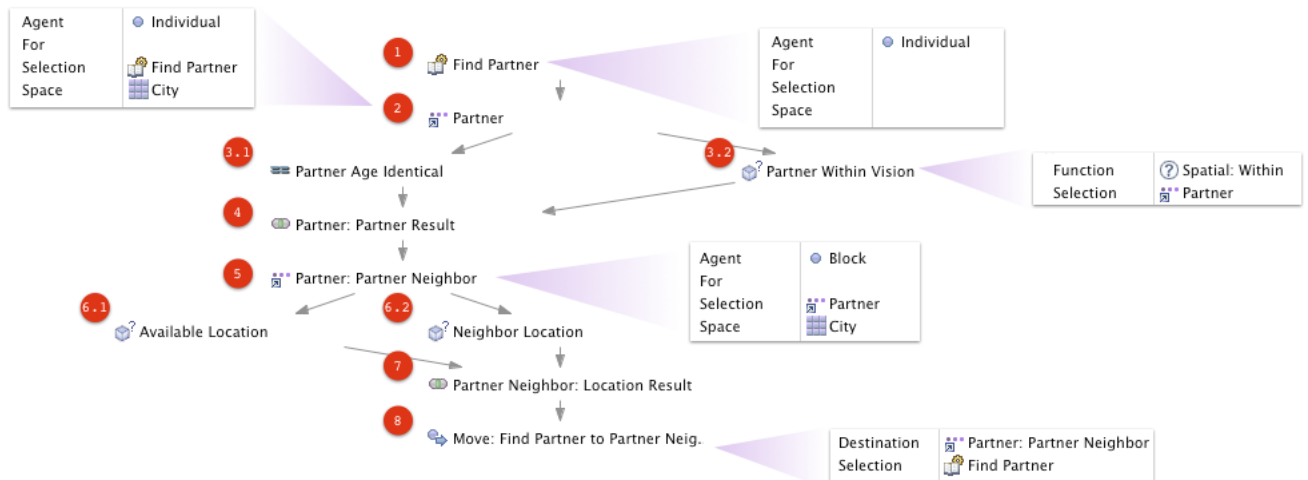 Agent Individual
For
Selection Find Partner
Space City
1 Find Partner
Agent Individual
For
Selection
Space
2 Partner
3.1 Partner Age Identical
3.2 Partner Within Vision
Function ? Spatial: Within
Selection Partner
4 Partner: Partner Result
5 Partner: Partner Neighbor
Agent Block
For
Selection Partner
Space City
6.1 ? Available Location
6.2 ? Neighbor Location
7 Partner Neighbor: Location Result
8 Move: Find Partner to Partner Neig.
Destination Partner: Partner Neighbor
Selection Find Partner